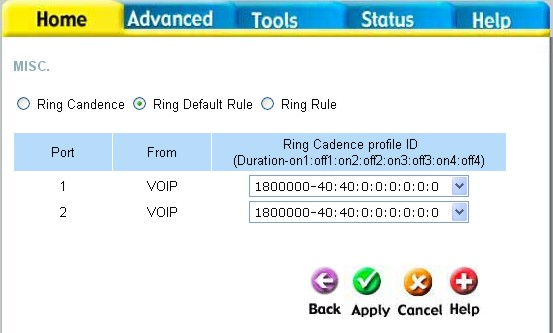 Home Advanced Tools Status Help
MISC.
Ring Candence Ring Default Rule Ring Rule
Port From Ring Cadence profile ID
(Duration-on1:off1:on2:off2:on3:off3:on4:off4)
1 VOIP 1800000-40:40:0:0:0:0:0:0
2 VOIP 1800000-40:40:0:0:0:0:0:0
Back Apply Cancel Help